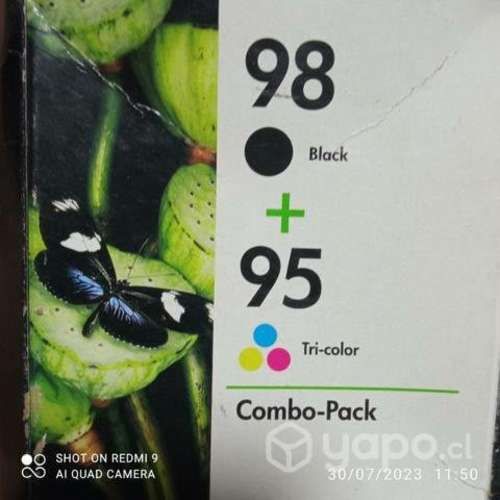 98
Black
+
95
Tri-color
Combo-Pack
yapo.cl
SHOT ON REDMI 9
AI QUAD CAMERA
30/07/2023 11:50